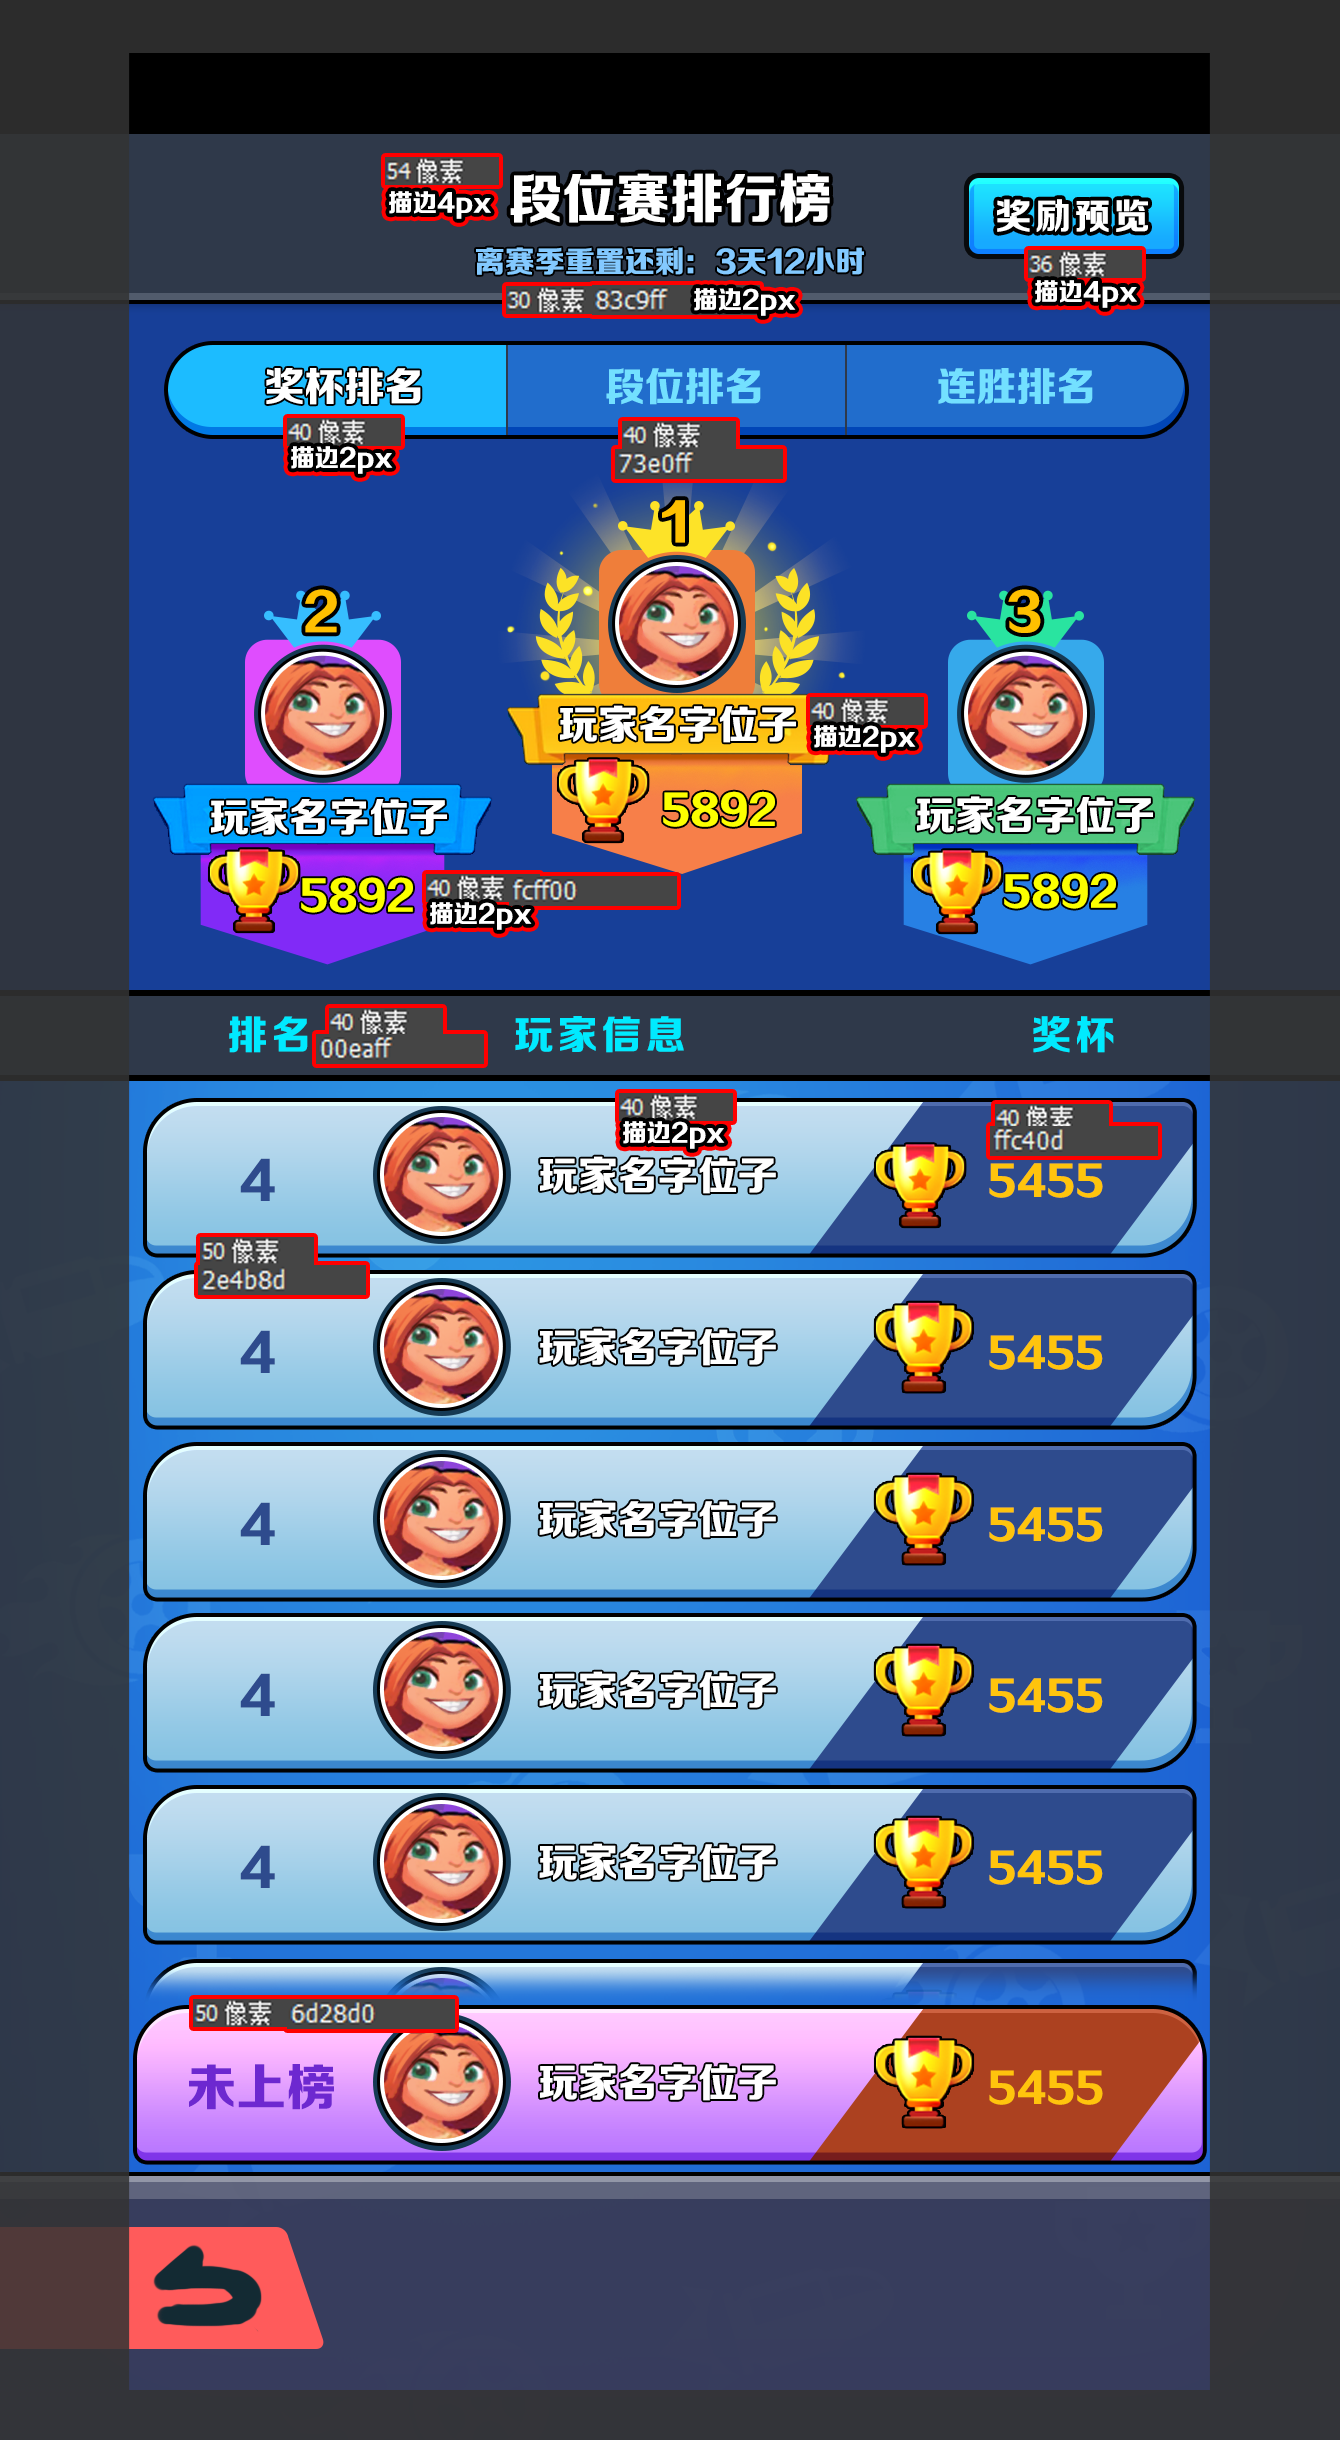 54 像素
描边4px
段位赛排行榜
奖励预览
离赛季重置还剩：3天12小时
36 像素
描边4px
30 像素 83c9ff 描边2px
奖杯排名
段位排名
连胜排名
40 像素
描边2px
40 像素
73e0ff
1
2
3
玩家名字位子
40 像素
描边2px
5892
玩家名字位子
玩家名字位子
5892
40 像素 fcff00
描边2px
5892
排名
40 像素
00eaff
玩家信息
奖杯
40 像素
描边2px
40 像素
ffc40d
4
玩家名字位子
5455
50 像素
2e4b8d
4
玩家名字位子
5455
4
玩家名字位子
5455
4
玩家名字位子
5455
4
玩家名字位子
5455
50 像素 6d28d0
未上榜
玩家名字位子
5455